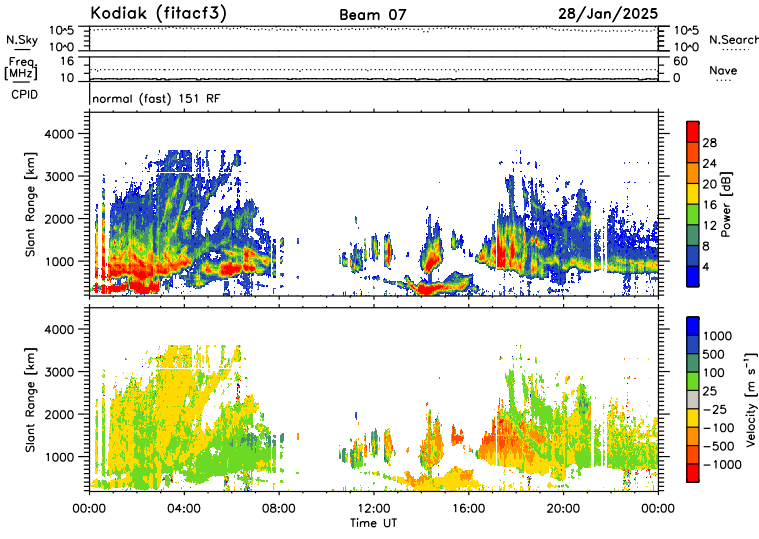 Kodiak (fitacf3)
Beam 07
28/Jan/2025
N.Sky
10^5
10^0
10^5
10^0
N.Search
Freq.
[MHz]
16
10
60
0
Nave
CPID
normal (fast) 151 RF
4000
3000
2000
1000
Slant Range [km]
28
24
20
16
12
8
4
Power [dB]
4000
3000
2000
1000
Slant Range [km]
1000
500
100
25
-25
-100
-500
-1000
Velocity [m s⁻¹]
00:00
04:00
08:00
12:00
16:00
20:00
00:00
Time UT